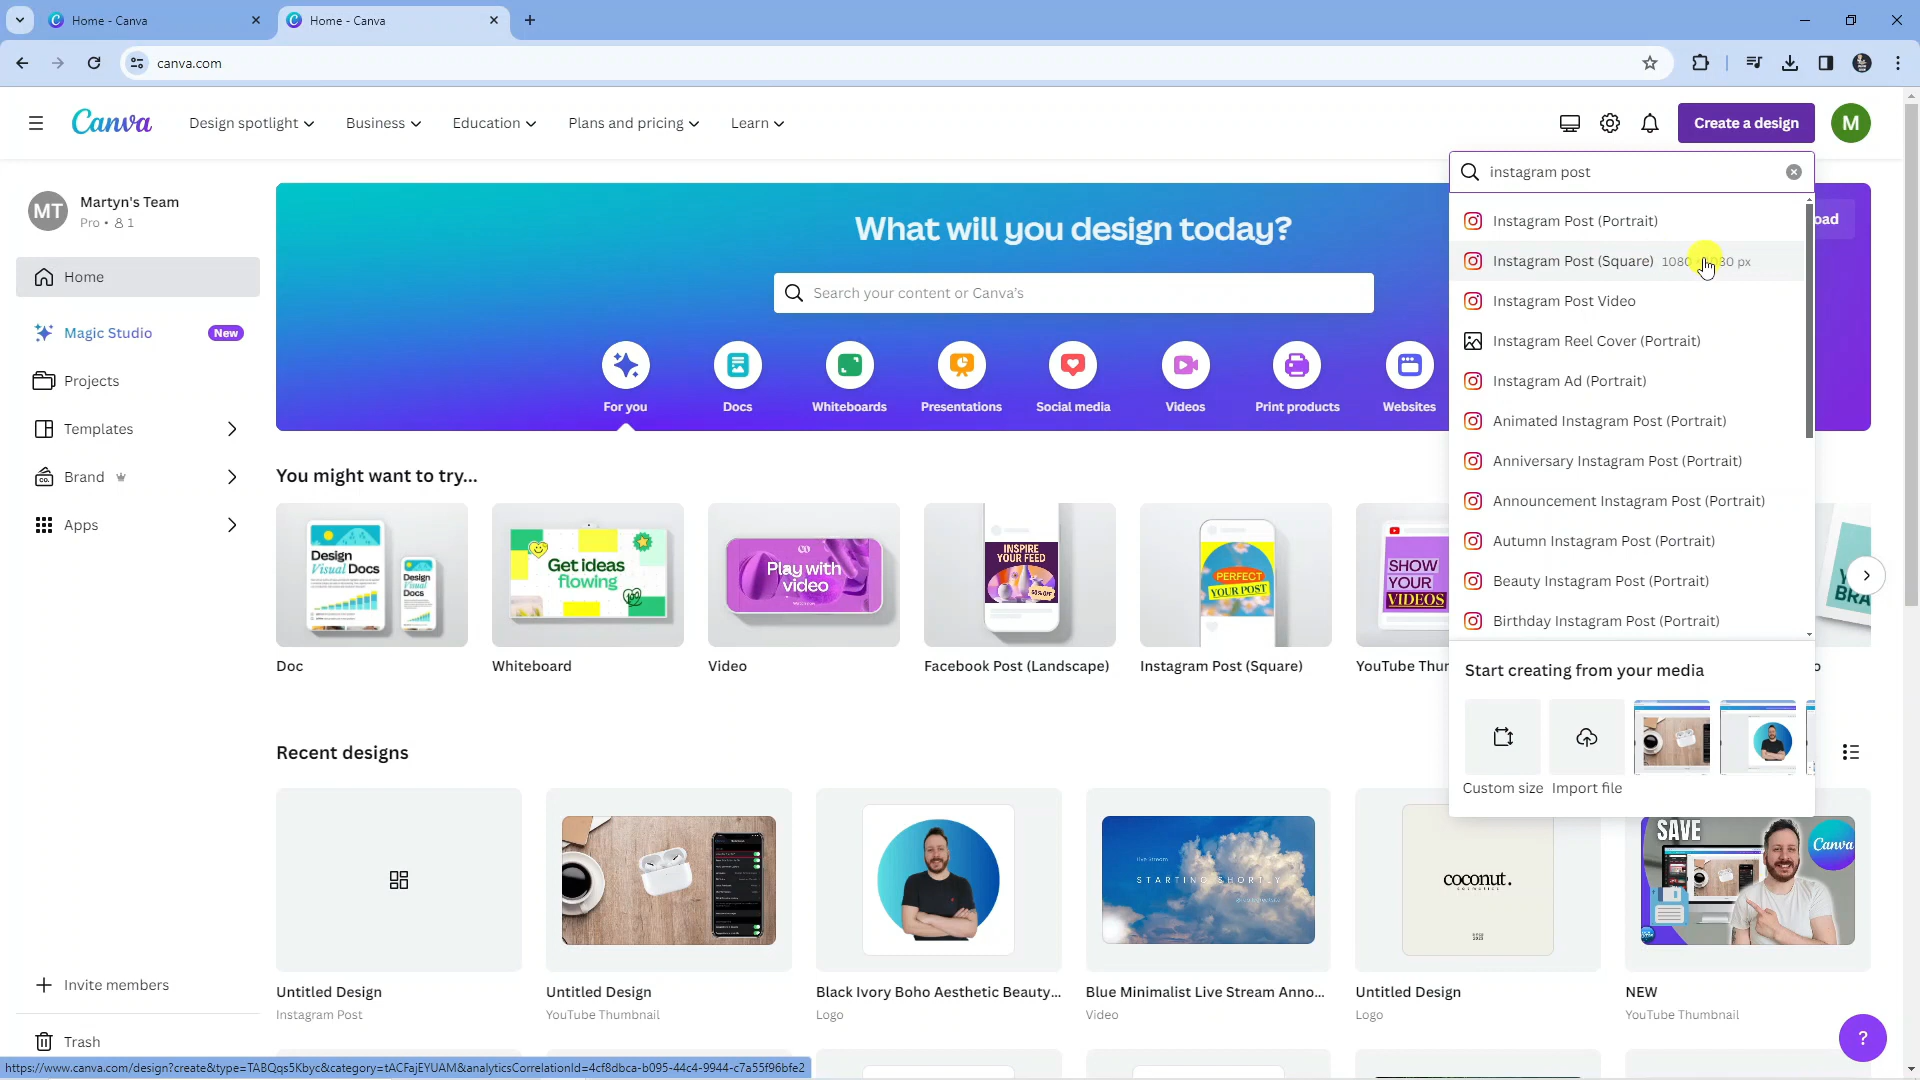 Home - Canva
Home - Canva
canva.com
Canva
Design spotlight
Business
Education
Plans and pricing
Learn
Create a design
M
MT
Martyn's Team
Pro • 1
Home
Magic Studio
New
Projects
Templates
Brand
Apps
Invite members
Trash
What will you design today?
Search your content or Canva's
For you
Docs
Whiteboards
Presentations
Social media
Videos
Print products
Websites
instagram post
Instagram Post (Portrait)
Instagram Post (Square)
px
Instagram Post Video
Instagram Reel Cover (Portrait)
Instagram Ad (Portrait)
Animated Instagram Post (Portrait)
Anniversary Instagram Post (Portrait)
Announcement Instagram Post (Portrait)
Autumn Instagram Post (Portrait)
Beauty Instagram Post (Portrait)
Birthday Instagram Post (Portrait)
Start creating from your media
Custom size
Import file
You might want to try...
Design
Visual Docs
Design
Visual
Docs
Get ideas
flowing
Play with
video
INSPIRE
YOUR FEED
PERFECT
YOUR POST
SHOW
YOUR
VIDEOS
Doc
Whiteboard
Video
Facebook Post (Landscape)
Instagram Post (Square)
Recent designs
live Stream
STARTING SHORTLY
coconut.
cosmetics
SAVE
Canva
Untitled Design
Instagram Post
Untitled Design
YouTube Thumbnail
Black Ivory Boho Aesthetic Beauty...
Logo
Blue Minimalist Live Stream Anno...
Video
Untitled Design
Logo
NEW
YouTube Thumbnail
?
https://www.canva.com/design?create&type=TABQqs5Kbyc&category=tACFajEYUAM&analyticsCorrelationId=4cf8dbca-b095-44c4-9944-c7a55f96bfe2